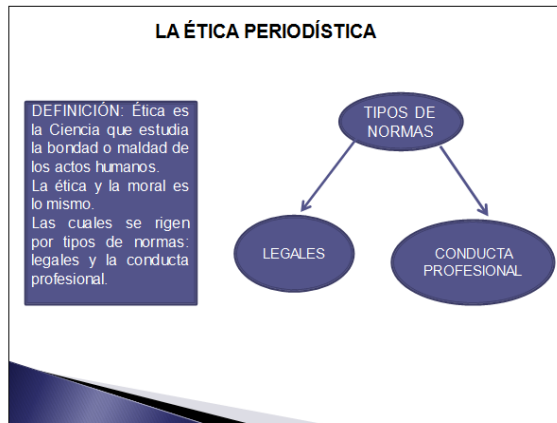 LA ÉTICA PERIODÍSTICA
DEFINICIÓN: Ética es
la Ciencia que estudia
la bondad o maldad de
los actos humanos.
La ética y la moral es
lo mismo.
Las cuales se rigen
por tipos de normas:
legales y la conducta
profesional.
TIPOS DE
NORMAS
LEGALES
CONDUCTA
PROFESIONAL